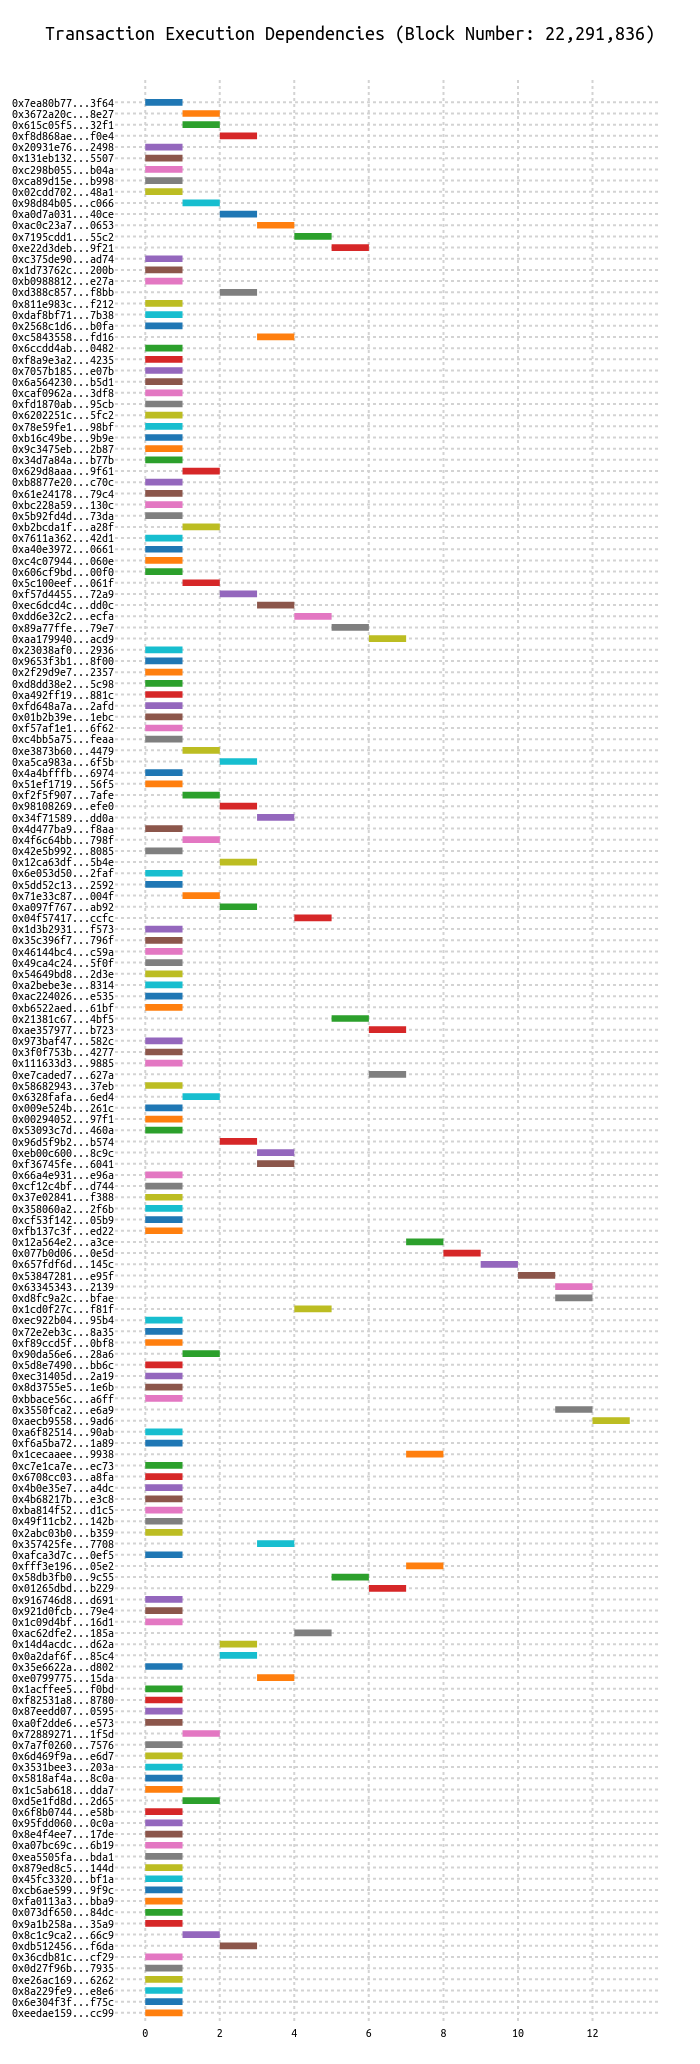 Transaction Execution Dependencies (Block Number: 22,291,836)
0x7ea80b77...3f64
0x3672a20c...8e27
0x615c05f5...32f1
0xf8d868ae...f0e4
0x20931e76...2498
0x131eb132...5507
0xc298b055...b04a
0xca89d15e...b998
0x02cdd702...48a1
0x98d84b05...c066
0xa0d7a031...40ce
0xac0c23a7...0653
0x7195cdd1...55c2
0xe22d3deb...9f21
0xc375de90...ad74
0x1d73762c...200b
0xb0988812...e27a
0xd388c857...f8bb
0x811e983c...f212
0xdaf8bf71...7b38
0x2568c1d6...b0fa
0xc5843558...fd16
0x6ccdd4ab...0482
0xf8a9e3a2...4235
0x7057b185...e07b
0x6a564230...b5d1
0xcaf0962a...3df8
0xfd1870ab...95cb
0x6202251c...5fc2
0x78e59fe1...98bf
0xb16c49be...9b9e
0x9c3475eb...2b87
0x34d7a84a...b77b
0x629d8aaa...9f61
0xb8877e20...c70c
0x61e24178...79c4
0xbc228a59...130c
0x5b92fd4d...73da
0xb2bcda1f...a28f
0x7611a362...42d1
0xa40e3972...0661
0xc4c07944...060e
0x606cf9bd...00f0
0x5c100eef...061f
0xf57d4455...72a9
0xec6dcd4c...dd0c
0xdd6e32c2...ecfa
0x89a77ffe...79e7
0xaa179940...acd9
0x23038af0...2936
0x9653f3b1...8f00
0x2f29d9e7...2357
0xd8dd38e2...5c98
0xa492ff19...881c
0xfd648a7a...2afd
0x01b2b39e...1ebc
0xf57af1e1...6f62
0xc4bb5a75...feaa
0xe3873b60...4479
0xa5ca983a...6f5b
0x4a4bfffb...6974
0x51ef1719...56f5
0xf2f5f907...7afe
0x98108269...efe0
0x34f71589...dd0a
0x4d477ba9...f8aa
0x4f6c64bb...798f
0x42e5b992...8085
0x12ca63df...5b4e
0x6e053d50...2faf
0x5dd52c13...2592
0x71e33c87...004f
0xa097f767...ab92
0x04f57417...ccfc
0x1d3b2931...f573
0x35c396f7...796f
0x46144bc4...c59a
0x49ca4c24...5f0f
0x54649bd8...2d3e
0xa2bebe3e...8314
0xac224026...e535
0xb6522aed...61bf
0x21381c67...4bf5
0xae357977...b723
0x973baf47...582c
0x3f0f753b...4277
0x111633d3...9885
0xe7caded7...627a
0x58682943...37eb
0x6328fafa...6ed4
0x009e524b...261c
0x00294052...97f1
0x53093c7d...460a
0x96d5f9b2...b574
0xeb00c600...8c9c
0xf36745fe...6041
0x66a4e931...e96a
0xcf12c4bf...d744
0x37e02841...f388
0x358060a2...2f6b
0xcf53f142...05b9
0xfb137c3f...ed22
0x12a564e2...a3ce
0x077b0d06...0e5d
0x657fdf6d...145c
0x53847281...e95f
0x63345343...2139
0xd8fc9a2c...bfae
0x1cd0f27c...f81f
0xec922b04...95b4
0x72e2eb3c...8a35
0xf89ccd5f...0bf8
0x90da56e6...28a6
0x5d8e7490...bb6c
0xec31405d...2a19
0x8d3755e5...1e6b
0xbbace56c...a6ff
0x3550fca2...e6a9
0xaecb9558...9ad6
0xa6f82514...90ab
0xf6a5ba72...1a89
0x1cecaaee...9938
0xc7e1ca7e...ec73
0x6708cc03...a8fa
0x4b0e35e7...a4dc
0x4b68217b...e3c8
0xba814f52...d1c5
0x49f11cb2...142b
0x2abc03b0...b359
0x357425fe...7708
0xafca3d7c...0ef5
0xfff3e196...05e2
0x58db3fb0...9c55
0x01265dbd...b229
0x916746d8...d691
0x921d0fcb...79e4
0x1c09d4bf...16d1
0xac62dfe2...185a
0x14d4acdc...d62a
0x0a2daf6f...85c4
0x35e6622a...d802
0xe0799775...15da
0x1acffee5...f0bd
0xf82531a8...8780
0x87eedd07...0595
0xa0f2dde6...e573
0x72889271...1f5d
0x7a7f0260...7576
0x6d469f9a...e6d7
0x3531bee3...203a
0x5818af4a...8c0a
0x1c5ab618...dda7
0xd5e1fd8d...2d65
0x6f8b0744...e58b
0x95fdd060...0c0a
0x8e4f4ee7...17de
0xa07bc69c...6b19
0xea5505fa...bda1
0x879ed8c5...144d
0x45fc3320...bf1a
0xcb6ae599...9f9c
0xfa0113a3...bba9
0x073df650...84dc
0x9a1b258a...35a9
0x8c1c9ca2...66c9
0xdb512456...f6da
0x36cdb81c...cf29
0x0d27f96b...7935
0xe26ac169...6262
0x8a229fe9...e8e6
0x6e304f3f...f75c
0xeedae159...cc99
0 2 4 6 8 10 12